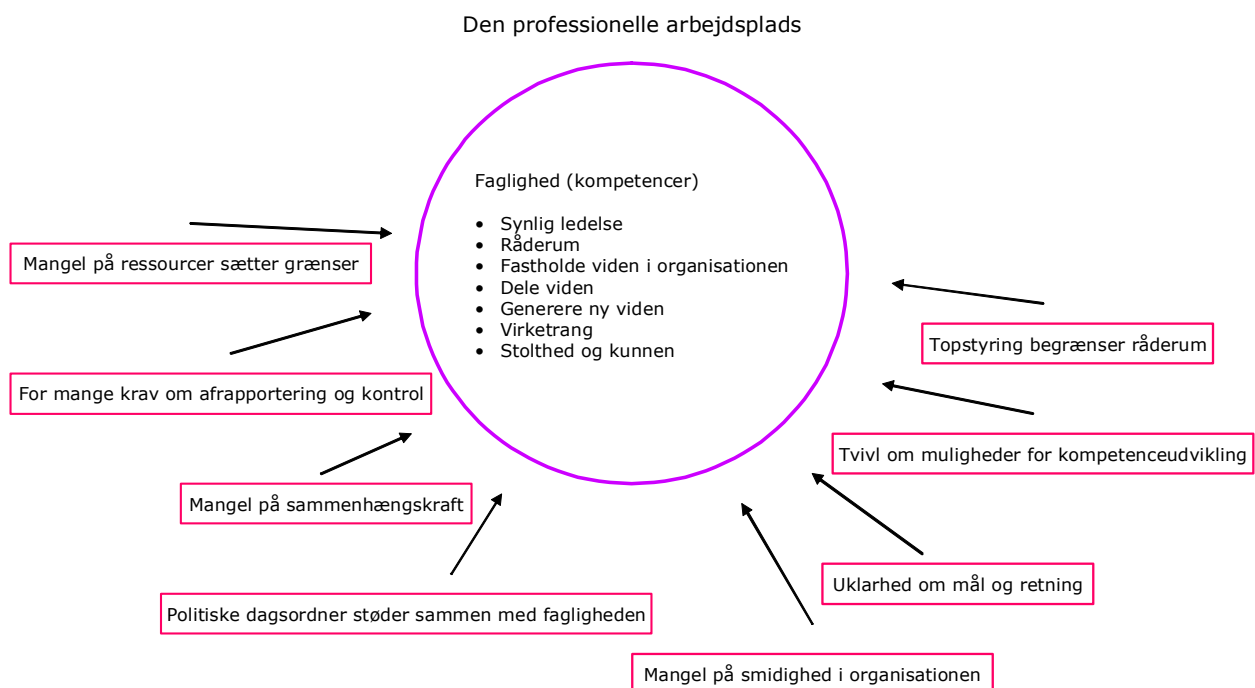 Den professionelle arbejdsplads
Faglighed (kompetencer)
• Synlig ledelse
• Råderum
• Fastholde viden i organisationen
• Dele viden
• Generere ny viden
• Virketrang
• Stolthed og kunnen
Mangel på ressourcer sætter grænser
For mange krav om afrapportering og kontrol
Mangel på sammenhængskraft
Politiske dagsordner støder sammen med fagligheden
Topstyring begrænser råderum
Tvivl om muligheder for kompetenceudvikling
Uklarhed om mål og retning
Mangel på smidighed i organisationen